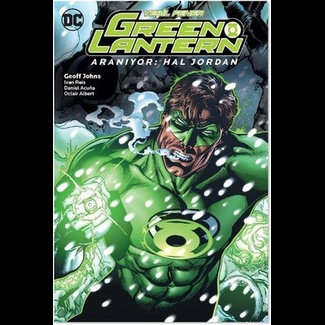 DC
YEŞİL FENER
GREEN LANTERN
ARANIYOR: HAL JORDAN
Geoff Johns
Ivan Reis
Daniel Acuña
Oclair Albert